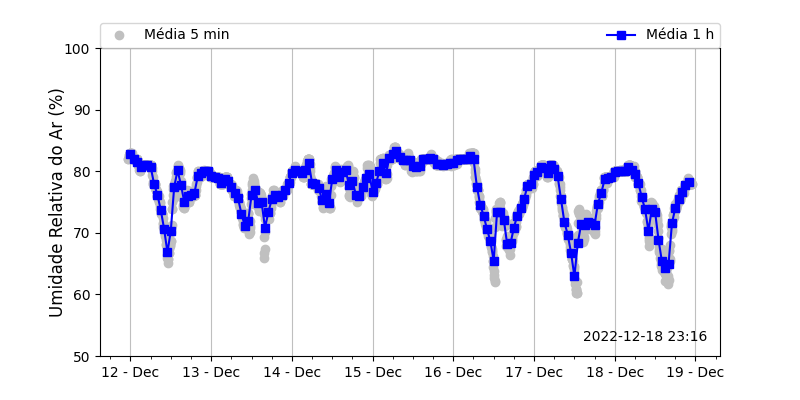 Média 5 min
Média 1 h
Umidade Relativa do Ar (%)
100
90
80
70
60
50
2022-12-18 23:16
12 - Dec
13 - Dec
14 - Dec
15 - Dec
16 - Dec
17 - Dec
18 - Dec
19 - Dec